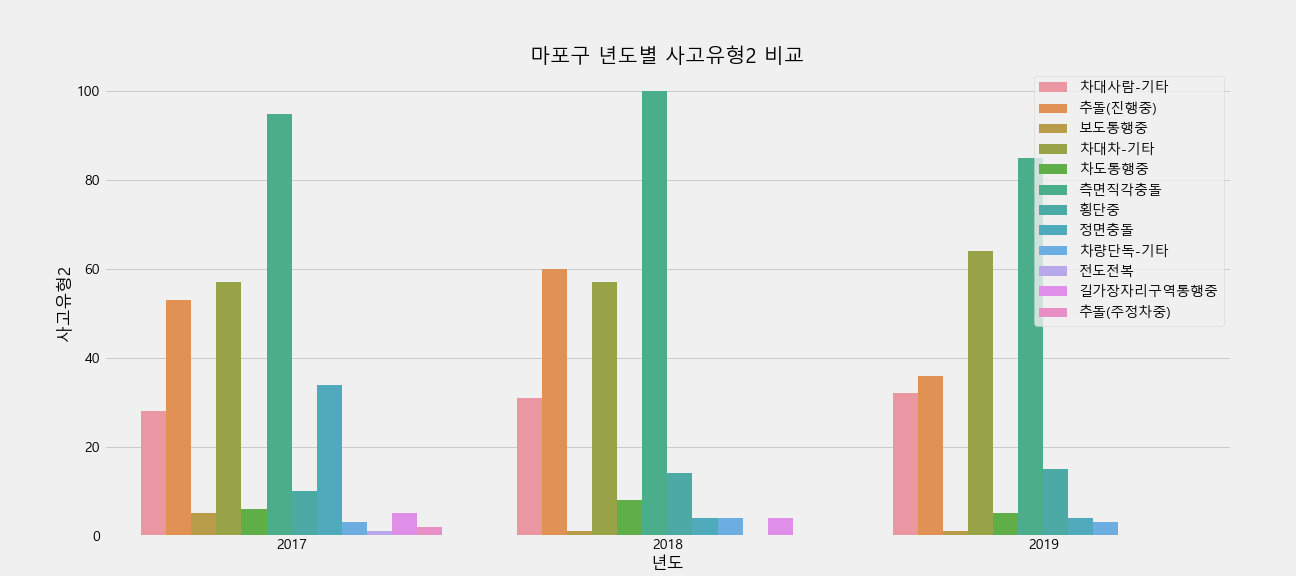 마포구 년도별 사고유형2 비교
차대사람-기타
추돌(진행중)
보도통행중
차대차-기타
차도통행중
측면직각충돌
횡단중
정면충돌
차량단독-기타
전도전복
길가장자리구역통행중
추돌(주정차중)
사고유형2
100
80
60
40
20
0
2017
2018
2019
년도